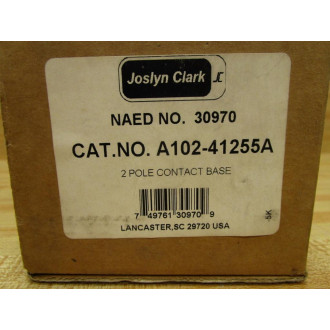 Joslyn Clark
NAED NO. 30970
CAT.NO. A102-41255A
2 POLE CONTACT BASE
7 49761 30970 9
LANCASTER,SC 29720 USA